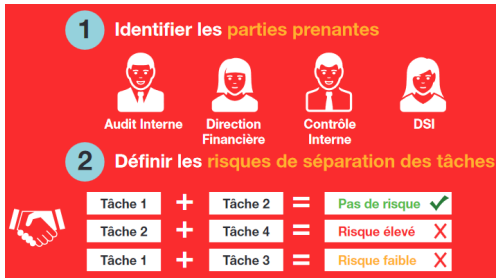 1 Identifier les parties prenantes
Audit Interne Direction Financière Contrôle Interne DSI
2 Définir les risques de séparation des tâches
Tâche 1 + Tâche 2 = Pas de risque ✓
Tâche 2 + Tâche 4 = Risque élevé X
Tâche 1 + Tâche 3 = Risque faible X